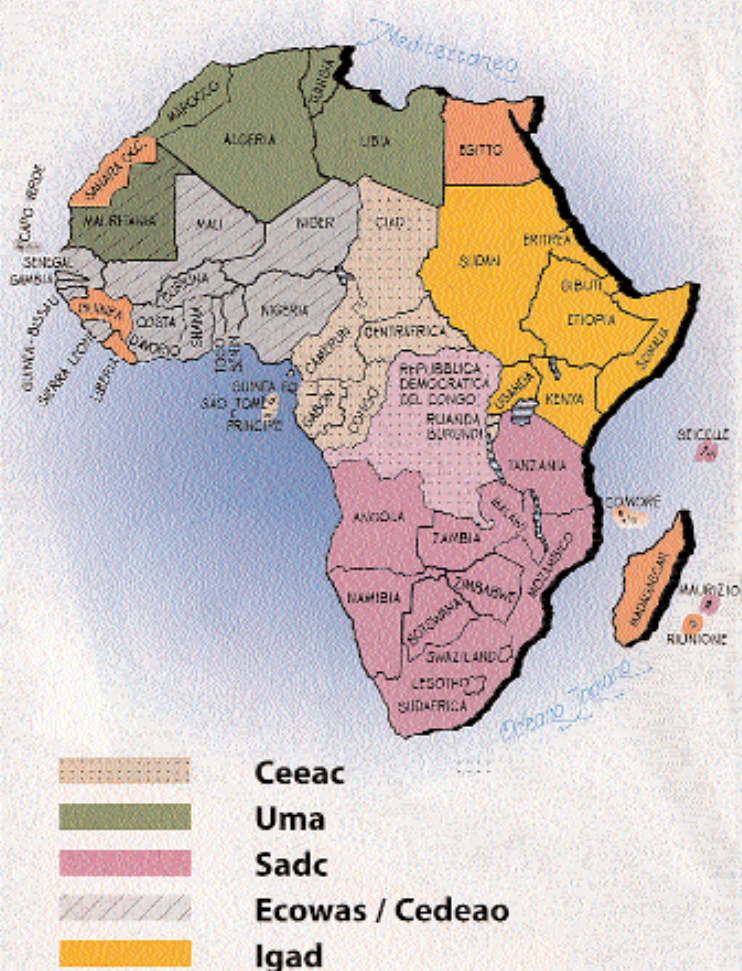 Mediterraneo
MAROCCO
TUNISIA
ALGERIA
LIBIA
EGITTO
SAHARA OCC.
CAPO VERDE
MAURITANIA
MALI
NIGER
CIAD
SUDAN
ERITREA
SENEGAL
GAMBIA
GUINEA-BISSAU
GUINEA
SIERRA LEONE
LIBERIA
BURKINA
COSTA
D'AVORIO
GHANA
NIGERIA
GIBUTI
ETIOPIA
SOMALIA
CAMERUN
CENTRAFRICA
GUINEA EQ.
SAO TOME
E
PRINCIPE
GABON
CONGO
REPUBBLICA
DEMOCRATICA
DEL CONGO
RUANDA
BURUNDI
UGANDA
KENYA
TANZANIA
SEICELLE
COMORE
ANGOLA
ZAMBIA
MALAWI
MOZAMBICO
NAMIBIA
ZIMBABWE
BOTSWANA
SWAZILAND
LESOTHO
SUDAFRICA
MADAGASCAR
MAURIZIO
RIUNIONE
Oceano Indiano
Ceeac
Uma
Sadc
Ecowas / Cedeao
Igad